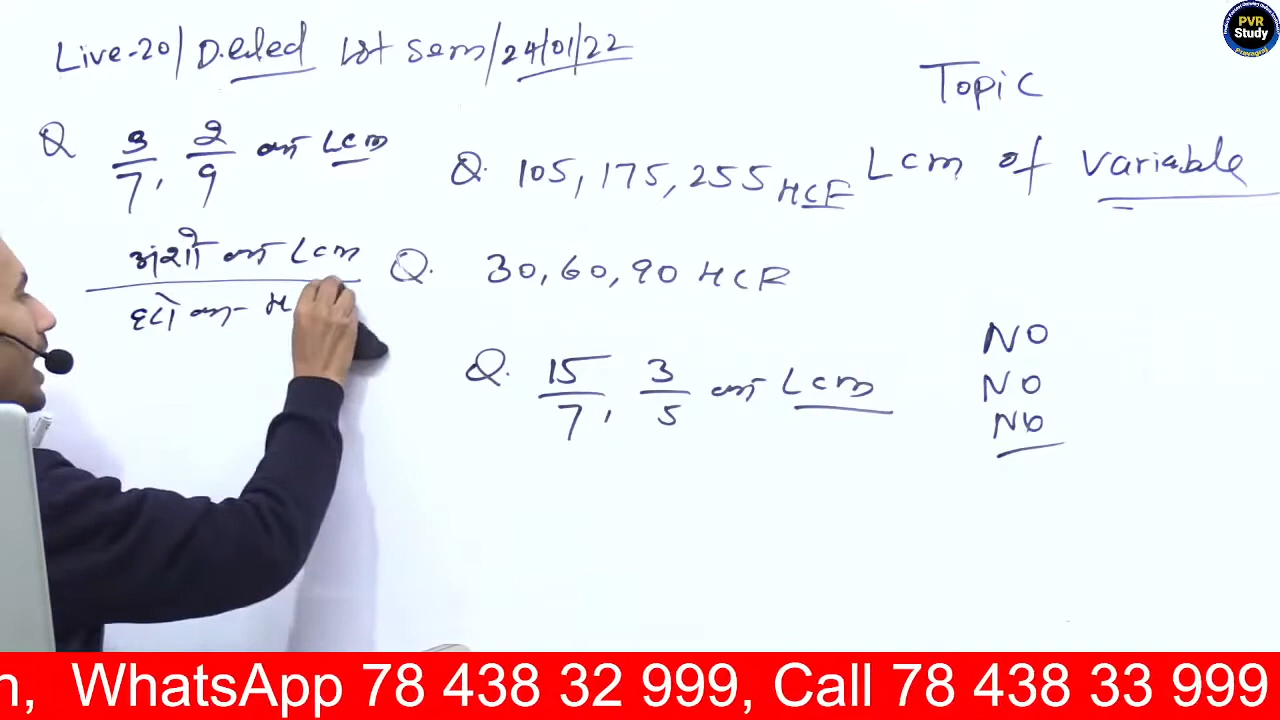 Live-20/ D.eled Ist Sem/24/01/22
Topic
Lcm of variable
Q 3/7, 2/9 का Lcm
अंशों का Lcm
हरों का H
Q. 105, 175, 255 HCF
Q. 30, 60, 90 HCF
Q. 15/7, 3/5 का Lcm
NO
NO
NO
PVR
Study
Prayagraj
n, WhatsApp 78 438 32 999, Call 78 438 33 999